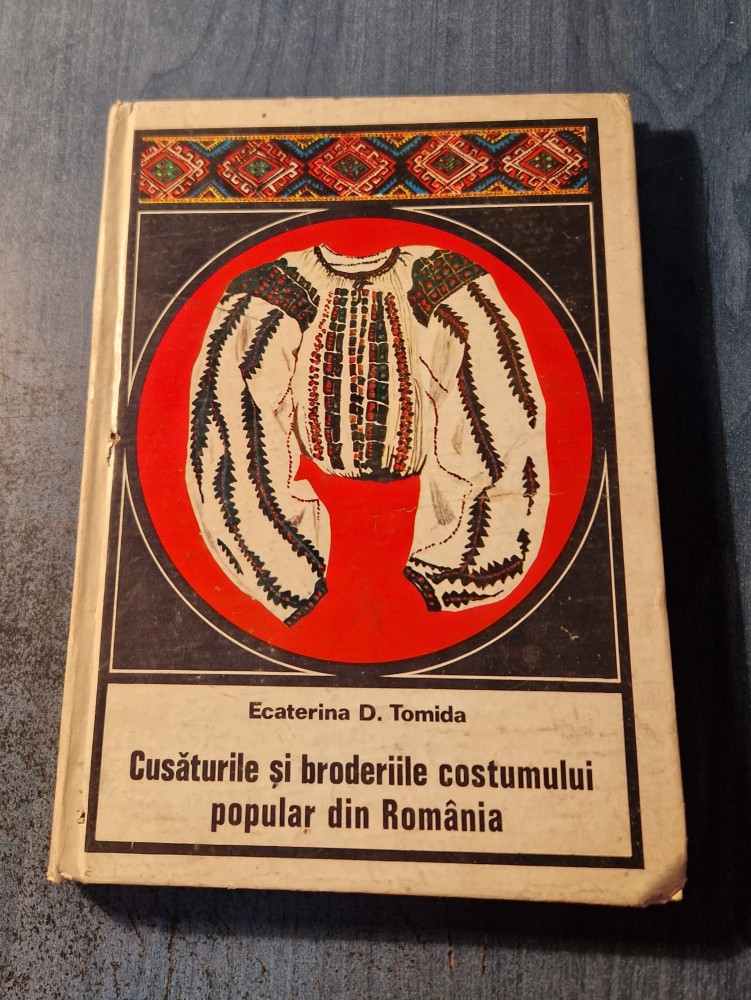 Ecaterina D. Tomida
Cusăturile și broderiile costumului
popular din România